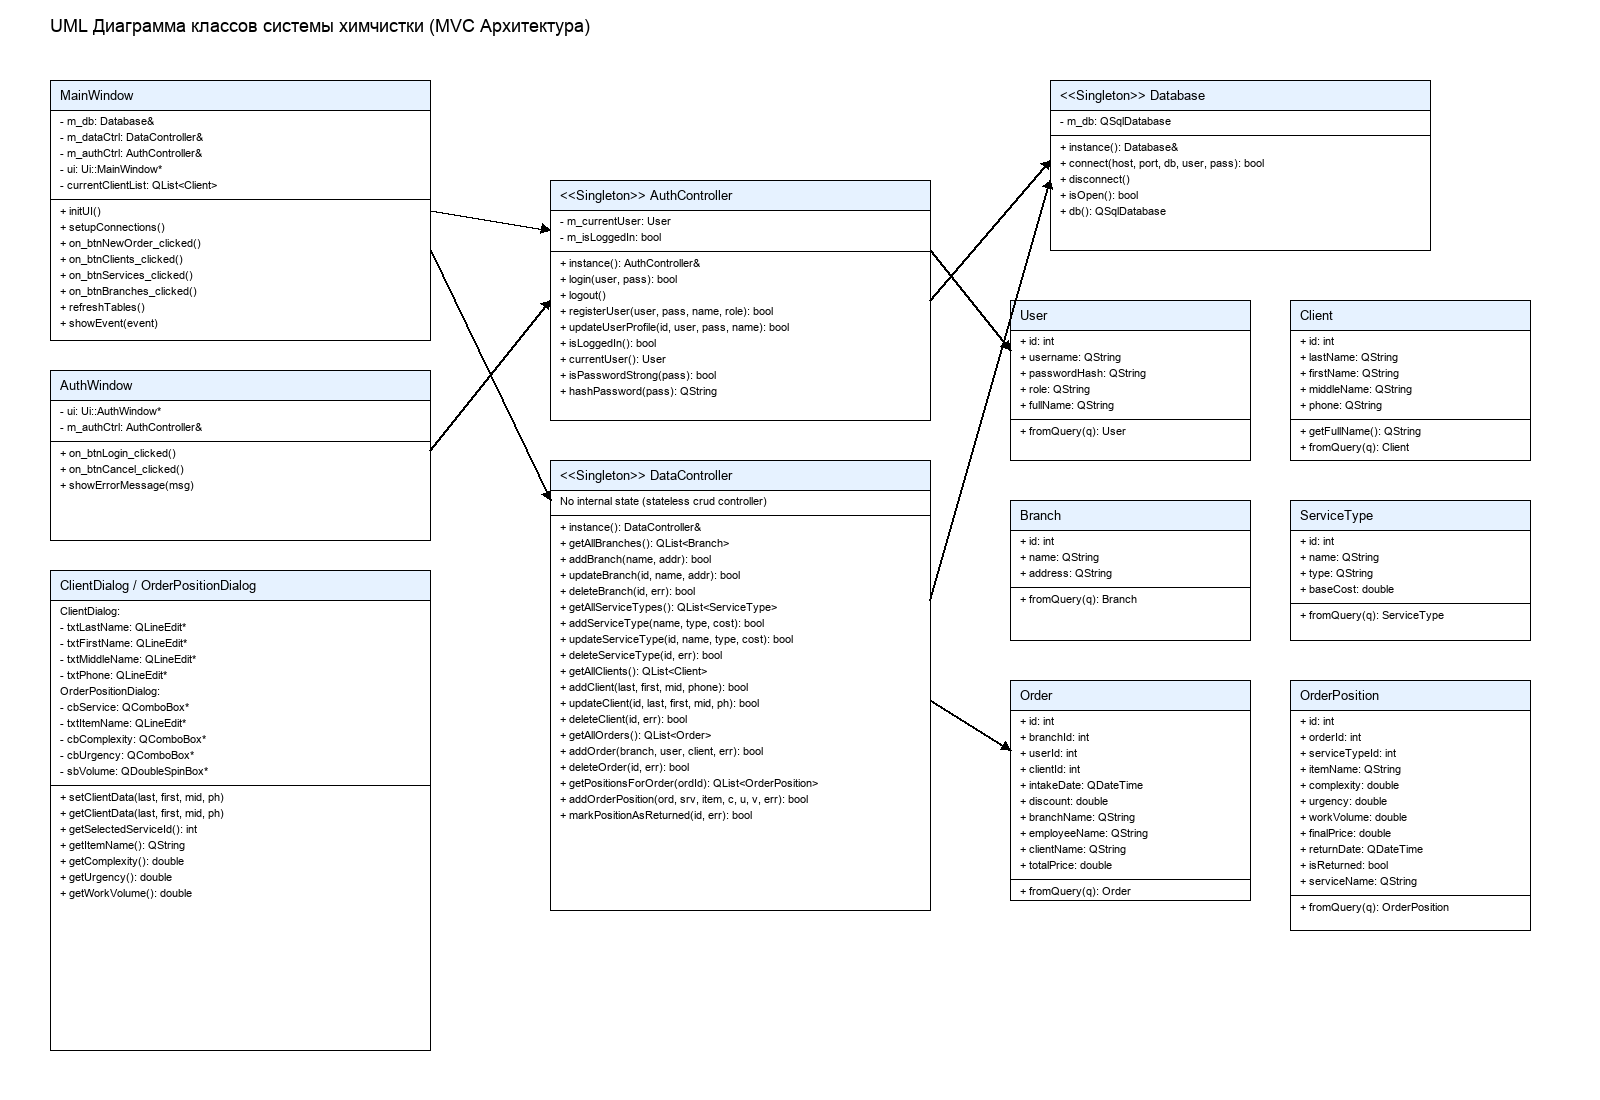 UML Диаграмма классов системы химчистки (MVC Архитектура)
MainWindow
- m_db: Database&
- m_dataCtrl: DataController&
- m_authCtrl: AuthController&
- ui: Ui::MainWindow*
- currentClientList: QList<Client>
+ initUI()
+ setupConnections()
+ on_btnNewOrder_clicked()
+ on_btnClients_clicked()
+ on_btnServices_clicked()
+ on_btnBranches_clicked()
+ refreshTables()
+ showEvent(event)
AuthWindow
- ui: Ui::AuthWindow*
- m_authCtrl: AuthController&
+ on_btnLogin_clicked()
+ on_btnCancel_clicked()
+ showErrorMessage(msg)
ClientDialog / OrderPositionDialog
ClientDialog:
- txtLastName: QLineEdit*
- txtFirstName: QLineEdit*
- txtMiddleName: QLineEdit*
- txtPhone: QLineEdit*
OrderPositionDialog:
- cbService: QComboBox*
- txtItemName: QLineEdit*
- cbComplexity: QComboBox*
- cbUrgency: QComboBox*
- sbVolume: QDoubleSpinBox*
+ setClientData(last, first, mid, ph)
+ getClientData(last, first, mid, ph)
+ getSelectedServiceId(): int
+ getItemName(): QString
+ getComplexity(): double
+ getUrgency(): double
+ getWorkVolume(): double
<<Singleton>> AuthController
- m_currentUser: User
- m_isLoggedIn: bool
+ instance(): AuthController&
+ login(user, pass): bool
+ logout()
+ registerUser(user, pass, name, role): bool
+ updateUserProfile(id, user, pass, name): bool
+ isLoggedIn(): bool
+ currentUser(): User
+ isPasswordStrong(pass): bool
+ hashPassword(pass): QString
<<Singleton>> DataController
No internal state (stateless crud controller)
+ instance(): DataController&
+ getAllBranches(): QList<Branch>
+ addBranch(name, addr): bool
+ updateBranch(id, name, addr): bool
+ deleteBranch(id, err): bool
+ getAllServiceTypes(): QList<ServiceType>
+ addServiceType(name, type, cost): bool
+ updateServiceType(id, name, type, cost): bool
+ deleteServiceType(id, err): bool
+ getAllClients(): QList<Client>
+ addClient(last, first, mid, phone): bool
+ updateClient(id, last, first, mid, ph): bool
+ deleteClient(id, err): bool
+ getAllOrders(): QList<Order>
+ addOrder(branch, user, client, err): bool
+ deleteOrder(id, err): bool
+ getPositionsForOrder(ordId): QList<OrderPosition>
+ addOrderPosition(ord, srv, item, c, u, v, err): bool
+ markPositionAsReturned(id, err): bool
<<Singleton>> Database
- m_db: QSqlDatabase
+ instance(): Database&
+ connect(host, port, db, user, pass): bool
+ disconnect()
+ isOpen(): bool
+ db(): QSqlDatabase
User
+ id: int
+ username: QString
+ passwordHash: QString
+ role: QString
+ fullName: QString
+ fromQuery(q): User
Client
+ id: int
+ lastName: QString
+ firstName: QString
+ middleName: QString
+ phone: QString
+ getFullName(): QString
+ fromQuery(q): Client
Branch
+ id: int
+ name: QString
+ address: QString
+ fromQuery(q): Branch
ServiceType
+ id: int
+ name: QString
+ type: QString
+ baseCost: double
+ fromQuery(q): ServiceType
Order
+ id: int
+ branchId: int
+ userId: int
+ clientId: int
+ intakeDate: QDateTime
+ discount: double
+ branchName: QString
+ employeeName: QString
+ clientName: QString
+ totalPrice: double
+ fromQuery(q): Order
OrderPosition
+ id: int
+ orderId: int
+ serviceTypeId: int
+ itemName: QString
+ complexity: double
+ urgency: double
+ workVolume: double
+ finalPrice: double
+ returnDate: QDateTime
+ isReturned: bool
+ serviceName: QString
+ fromQuery(q): OrderPosition